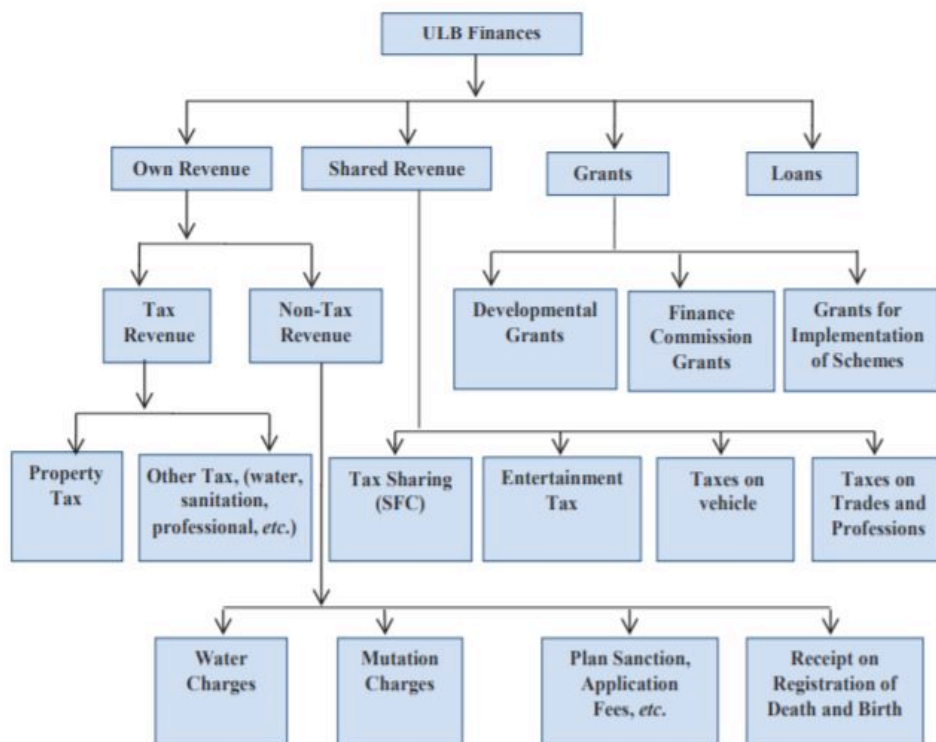 ULB Finances
Own Revenue
Shared Revenue
Grants
Loans
Tax
Revenue
Non-Tax
Revenue
Developmental
Grants
Finance
Commission
Grants
Grants for
Implementation
of Schemes
Property
Tax
Other Tax, (water,
sanitation,
professional, etc.)
Tax Sharing
(SFC)
Entertainment
Tax
Taxes on
vehicle
Taxes on
Trades and
Professions
Water
Charges
Mutation
Charges
Plan Sanction,
Application
Fees, etc.
Receipt on
Registration of
Death and Birth